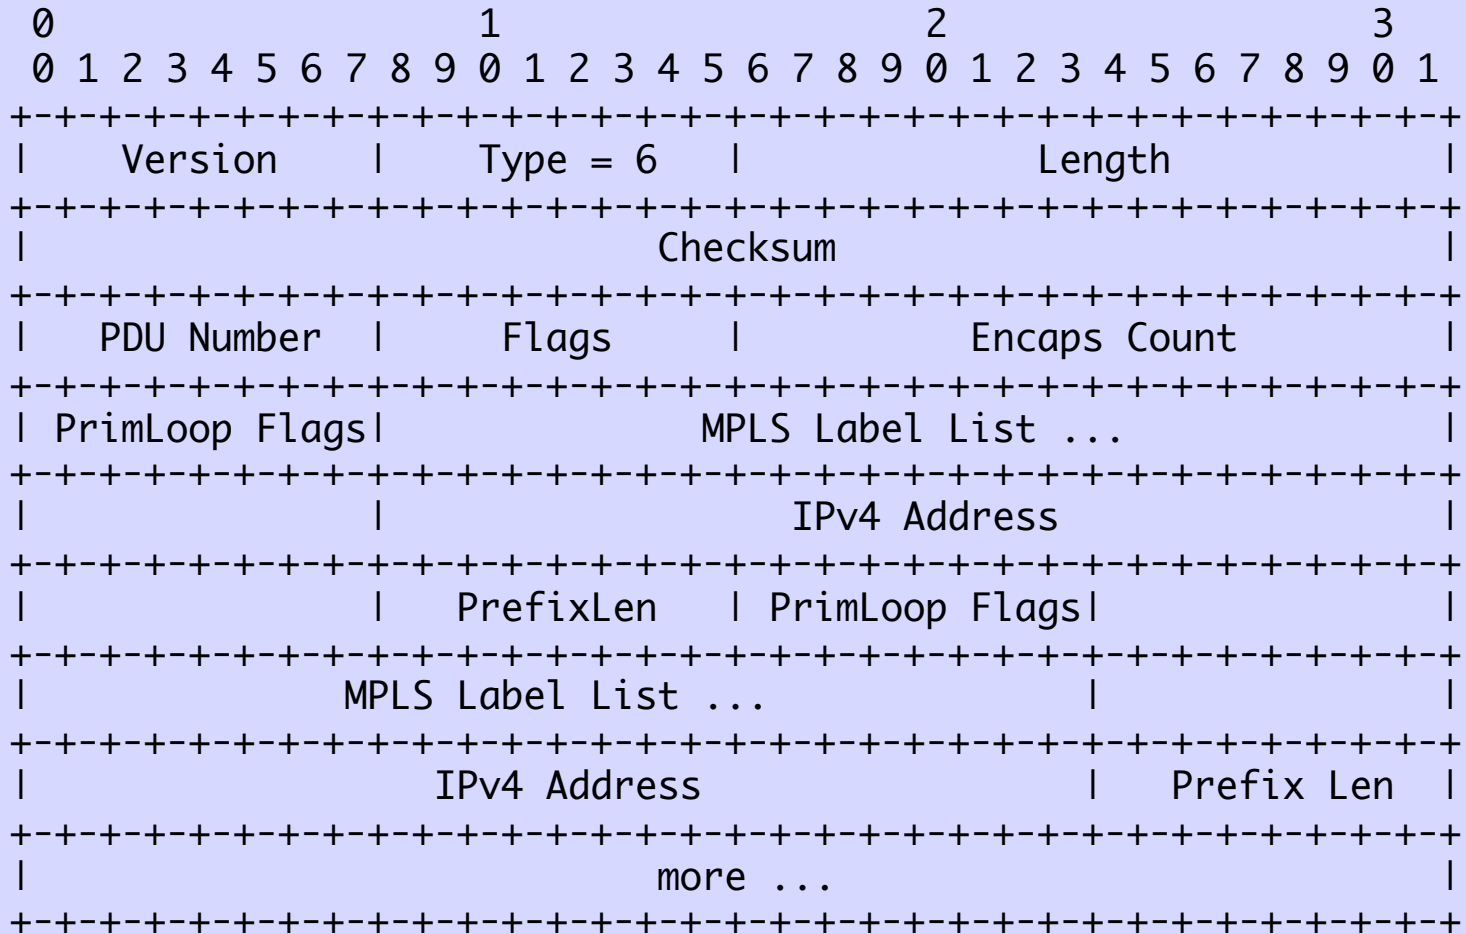 0                   1                   2                   3
0 1 2 3 4 5 6 7 8 9 0 1 2 3 4 5 6 7 8 9 0 1 2 3 4 5 6 7 8 9 0 1
+-+-+-+-+-+-+-+-+-+-+-+-+-+-+-+-+-+-+-+-+-+-+-+-+-+-+-+-+-+-+-+-+
|    Version    |    Type = 6   |             Length            |
+-+-+-+-+-+-+-+-+-+-+-+-+-+-+-+-+-+-+-+-+-+-+-+-+-+-+-+-+-+-+-+-+
|                            Checksum                           |
+-+-+-+-+-+-+-+-+-+-+-+-+-+-+-+-+-+-+-+-+-+-+-+-+-+-+-+-+-+-+-+-+
|   PDU Number  |     Flags     |          Encaps Count         |
+-+-+-+-+-+-+-+-+-+-+-+-+-+-+-+-+-+-+-+-+-+-+-+-+-+-+-+-+-+-+-+-+
| PrimLoop Flags|              MPLS Label List ...              |
+-+-+-+-+-+-+-+-+-+-+-+-+-+-+-+-+-+-+-+-+-+-+-+-+-+-+-+-+-+-+-+-+
|               |                  IPv4 Address                 |
+-+-+-+-+-+-+-+-+-+-+-+-+-+-+-+-+-+-+-+-+-+-+-+-+-+-+-+-+-+-+-+-+
|               |   PrefixLen   | PrimLoop Flags|               |
+-+-+-+-+-+-+-+-+-+-+-+-+-+-+-+-+-+-+-+-+-+-+-+-+-+-+-+-+-+-+-+-+
|              MPLS Label List ...              |               |
+-+-+-+-+-+-+-+-+-+-+-+-+-+-+-+-+-+-+-+-+-+-+-+-+-+-+-+-+-+-+-+-+
|                  IPv4 Address                 |   Prefix Len  |
+-+-+-+-+-+-+-+-+-+-+-+-+-+-+-+-+-+-+-+-+-+-+-+-+-+-+-+-+-+-+-+-+
|                            more ...                           |
+-+-+-+-+-+-+-+-+-+-+-+-+-+-+-+-+-+-+-+-+-+-+-+-+-+-+-+-+-+-+-+-+